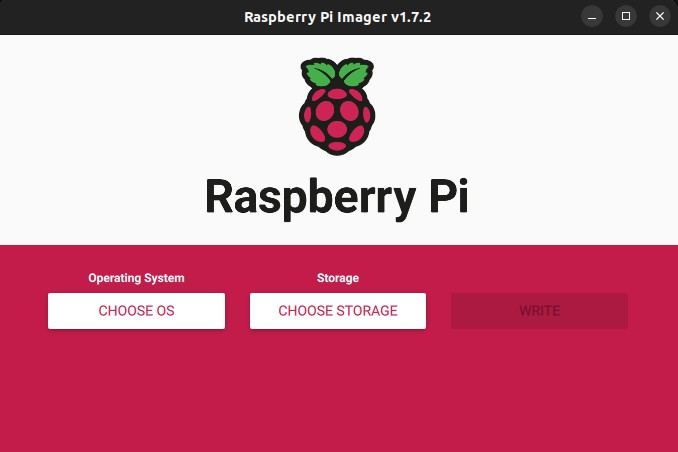 Raspberry Pi Imager v1.7.2
Raspberry Pi
Operating System
Storage
CHOOSE OS
CHOOSE STORAGE
WRITE